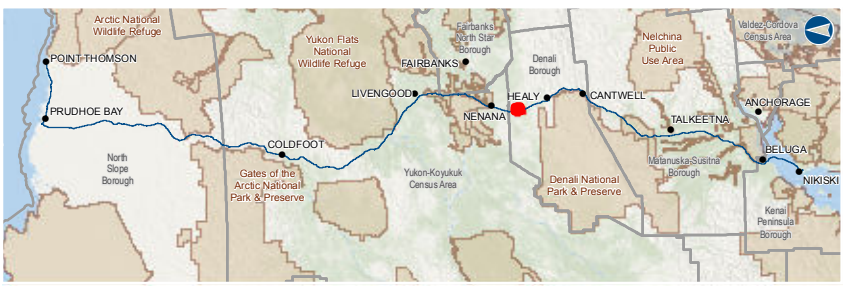 Arctic National
Wildlife Refuge
POINT THOMSON
PRUDHOE BAY
North
Slope
Borough
COLDFOOT
Gates of the
Arctic National
Park & Preserve
Yukon Flats
National
Wildlife Refuge
LIVENGOOD
Fairbanks
North Star
Borough
FAIRBANKS
NENANA
Yukon-Koyukuk
Census Area
Denali
Borough
HEALY
CANTWELL
Denali National
Park & Preserve
Nelchina
Public
Use Area
TALKEETNA
Matanuska-Susitna
Borough
Valdez-Cordova
Census Area
ANCHORAGE
BELUGA
NIKISKI
Kenai
Peninsula
Borough